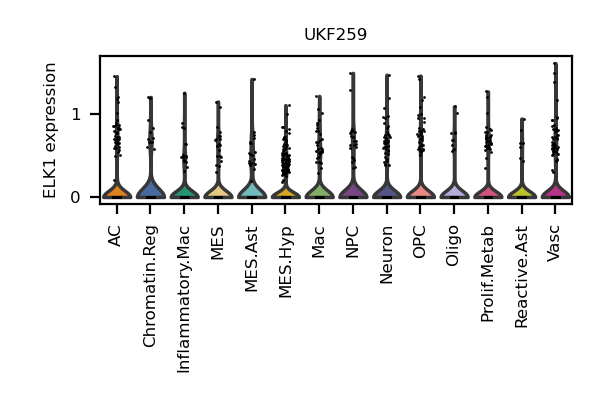 UKF259
ELK1 expression
1
0
AC
Chromatin.Reg
Inflammatory.Mac
MES
MES.Ast
MES.Hyp
Mac
NPC
Neuron
OPC
Oligo
Prolif.Metab
Reactive.Ast
Vasc